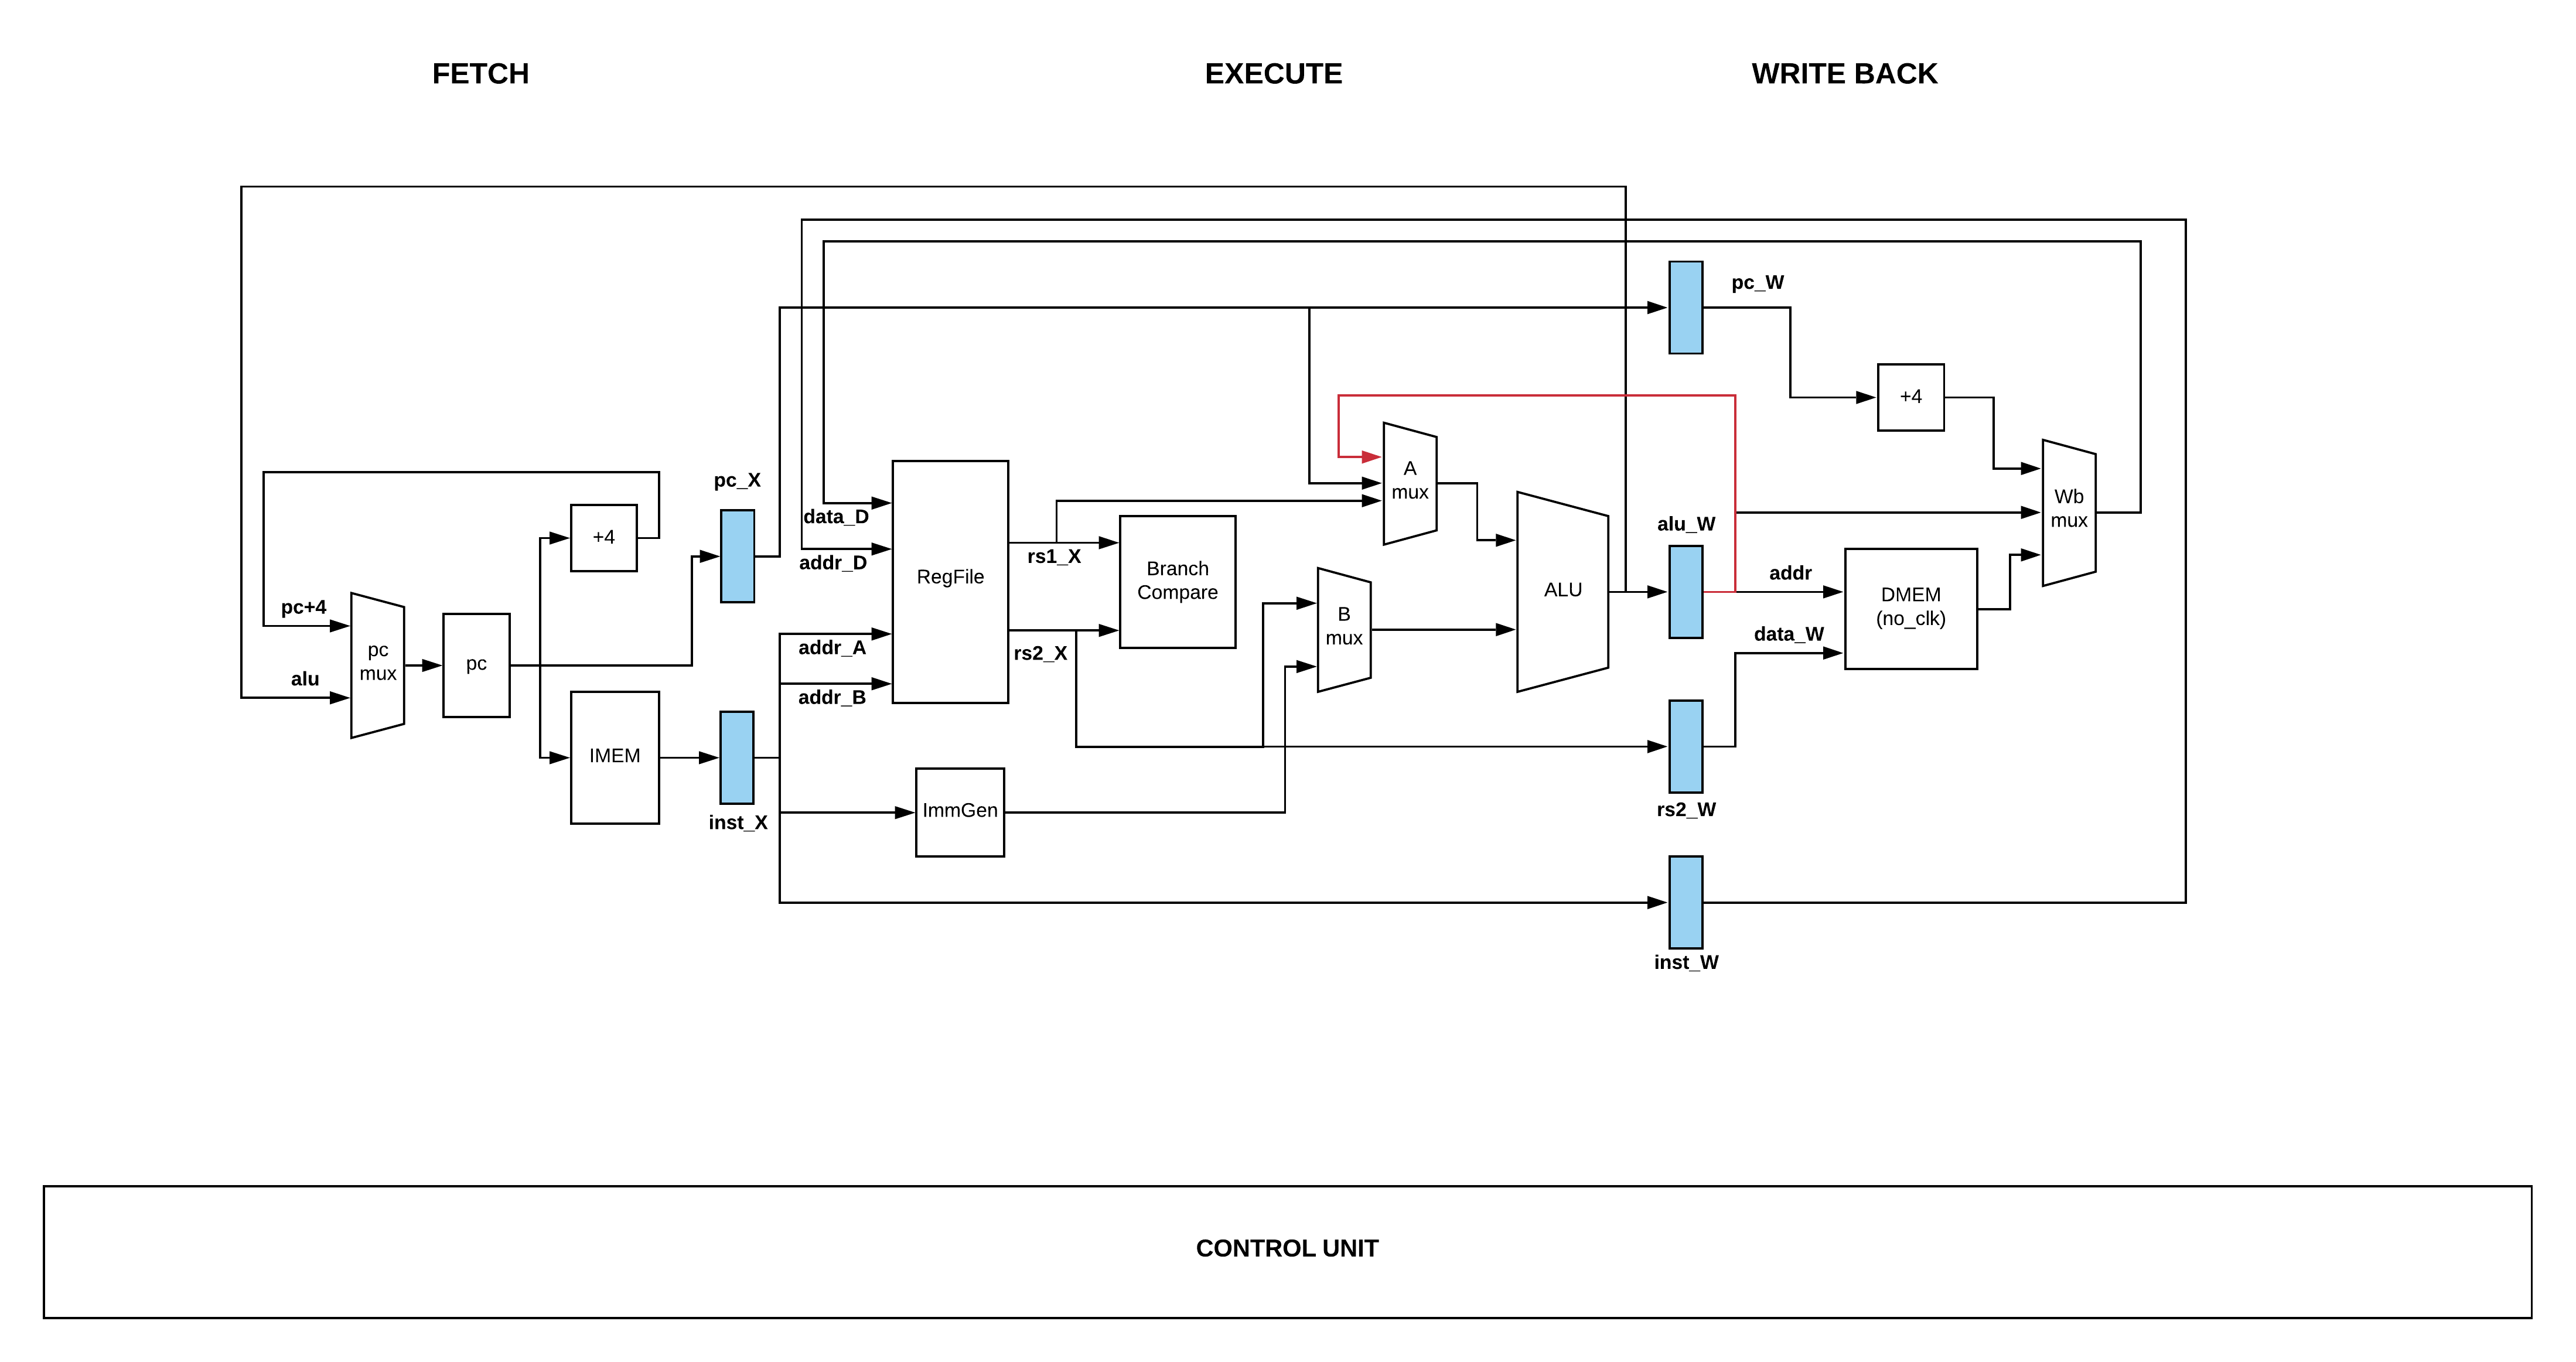 FETCH
EXECUTE
WRITE BACK
pc_W
+4
A
mux
pc_X
Wb
mux
data_D
alu_W
+4
addr_D
rs1_X
RegFile
Branch
Compare
ALU
addr
DMEM
(no_clk)
pc+4
B
mux
data_W
addr_A
rs2_X
pc
mux
pc
alu
addr_B
IMEM
inst_X
ImmGen
rs2_W
inst_W
CONTROL UNIT